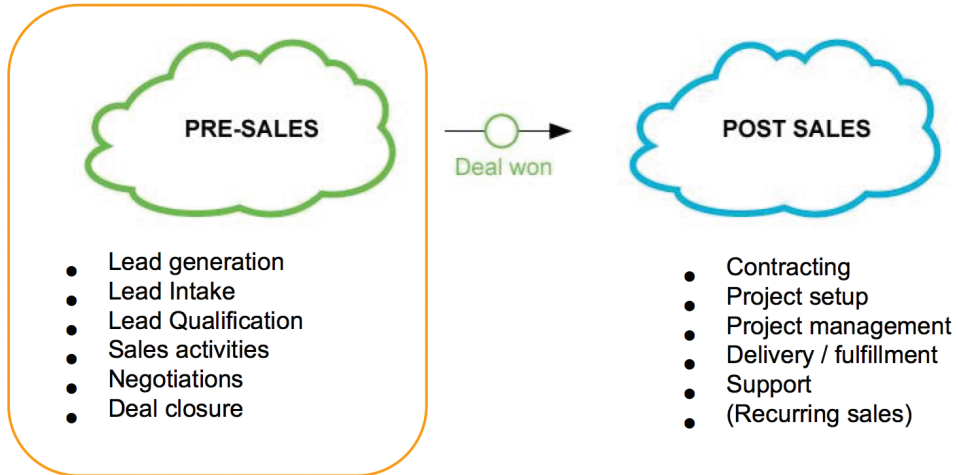 PRE-SALES
Deal won
POST SALES
• Lead generation
• Lead Intake
• Lead Qualification
• Sales activities
• Negotiations
• Deal closure
• Contracting
• Project setup
• Project management
• Delivery / fulfillment
• Support
• (Recurring sales)